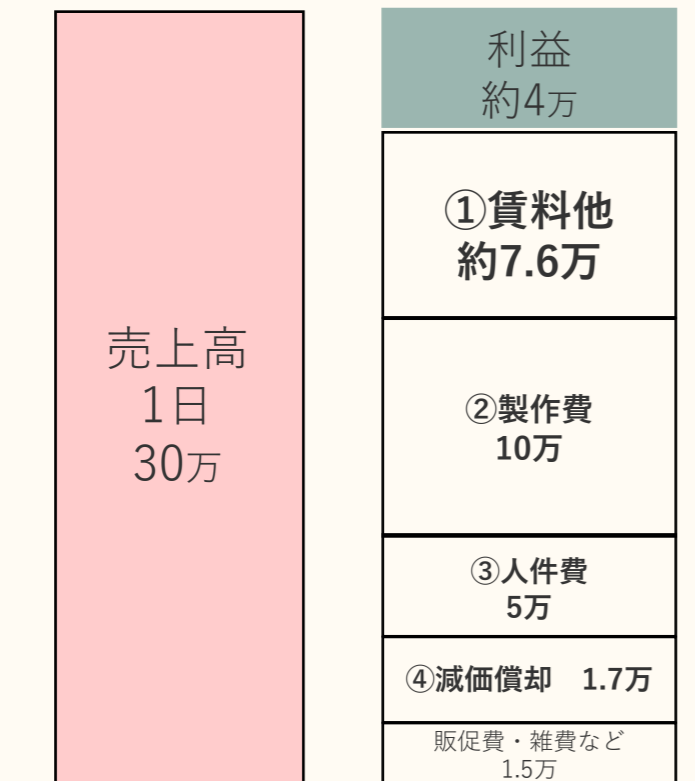 売上高
1日
30万
利益
約4万
①賃料他
約7.6万
②製作費
10万
③人件費
5万
④減価償却　1.7万
販促費・雑費など
1.5万